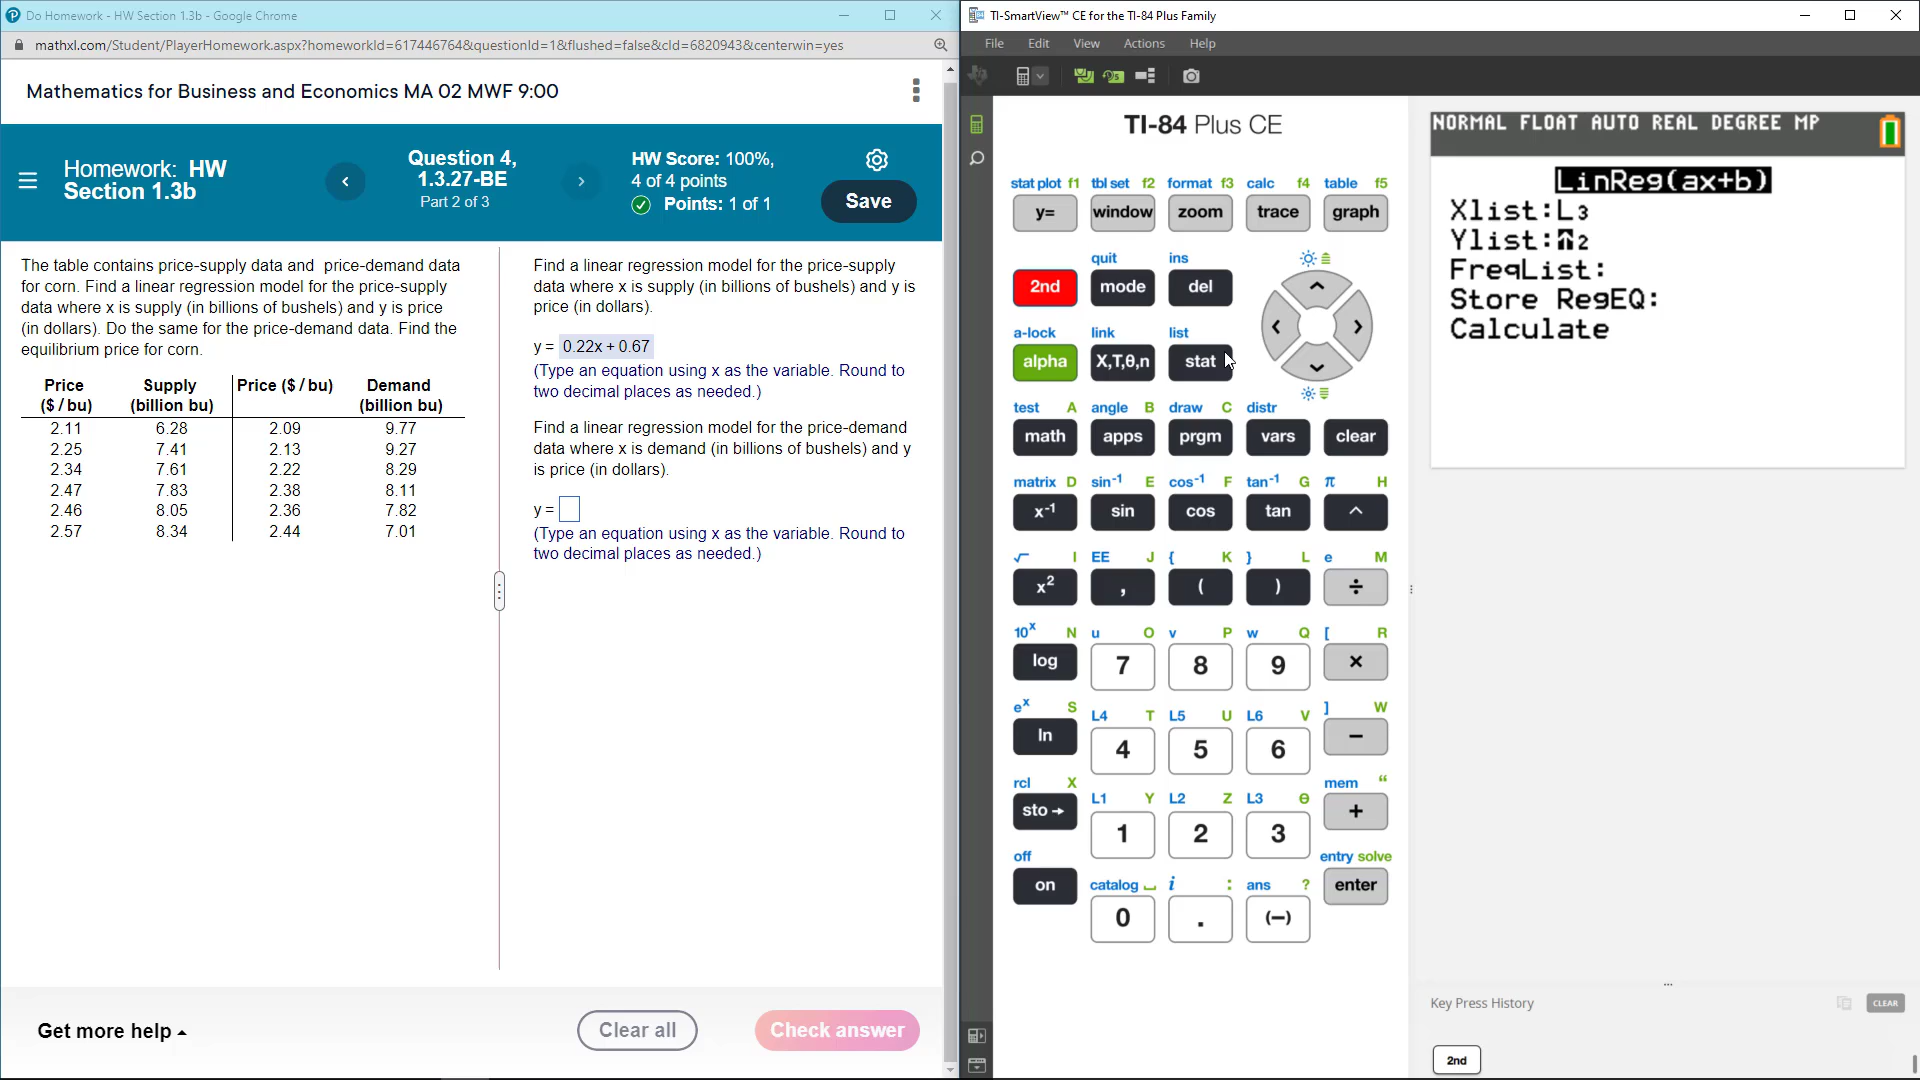 Do Homework - HW Section 1.3b - Google Chrome
mathxl.com/Student/PlayerHomework.aspx?homeworkId=617446764&questionId=1&flushed=false&cId=6820943&centerwin=yes
Mathematics for Business and Economics MA 02 MWF 9:00
Homework: HW
Section 1.3b
Question 4,
1.3.27-BE
Part 2 of 3
HW Score: 100%,
4 of 4 points
Points: 1 of 1
Save
The table contains price-supply data and price-demand data
for corn. Find a linear regression model for the price-supply
data where x is supply (in billions of bushels) and y is price
(in dollars). Do the same for the price-demand data. Find the
equilibrium price for corn.
Price Supply Price ($ / bu) Demand
($ / bu) (billion bu) (billion bu)
2.11 6.28 2.09 9.77
2.25 7.41 2.13 9.27
2.34 7.61 2.22 8.29
2.47 7.83 2.38 8.11
2.46 8.05 2.36 7.82
2.57 8.34 2.44 7.01
Find a linear regression model for the price-supply
data where x is supply (in billions of bushels) and y is
price (in dollars).
y = 0.22x + 0.67
(Type an equation using x as the variable. Round to
two decimal places as needed.)
Find a linear regression model for the price-demand
data where x is demand (in billions of bushels) and y
is price (in dollars).
y =
(Type an equation using x as the variable. Round to
two decimal places as needed.)
Get more help
Clear all
Check answer
TI-SmartView™ CE for the TI-84 Plus Family
File Edit View Actions Help
TI-84 Plus CE
stat plot f1 tbl set f2 format f3 calc f4 table f5
y= window zoom trace graph
quit ins
2nd mode del
a-lock link list
alpha X,T,θ,n stat
test A angle B draw C distr
math apps prgm vars clear
matrix D sin⁻¹ E cos⁻¹ F tan⁻¹ G π H
x⁻¹ sin cos tan ^
√ I EE J { K } L e M
x² , ( ) ÷
10ˣ N u O v P w Q [ R
log 7 8 9 ×
eˣ S L4 T L5 U L6 V ] W
ln 4 5 6 −
rcl X L1 Y L2 Z L3 θ mem “
sto→ 1 2 3 +
off catalog i : ans ? entry solve
on 0 . (−) enter
NORMAL FLOAT AUTO REAL DEGREE MP
LinReg(ax+b)
Xlist:L₃
Ylist:↑₂
FreqList:
Store RegEQ:
Calculate
Key Press History
CLEAR
2nd